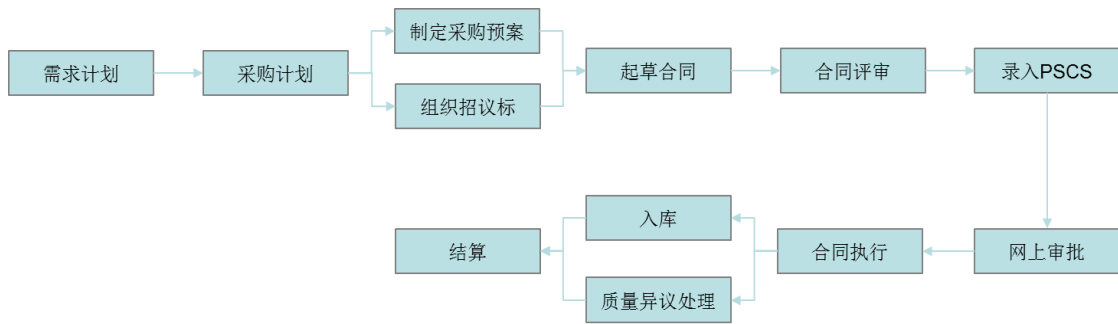 需求计划
采购计划
制定采购预案
组织招议标
起草合同
合同评审
录入PSCS
网上审批
合同执行
入库
质量异议处理
结算